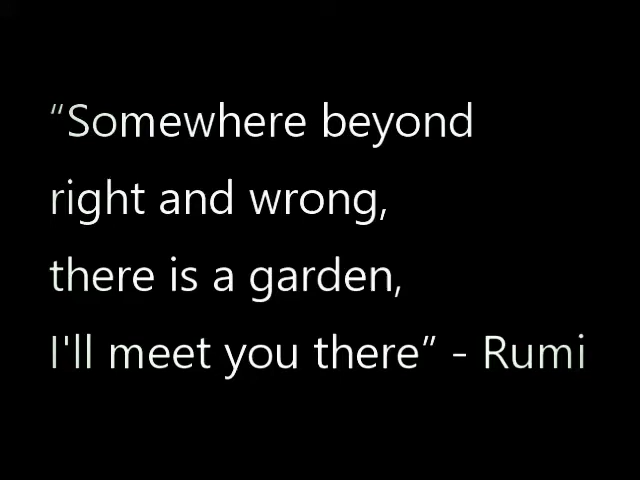 “Somewhere beyond
right and wrong,
there is a garden,
I'll meet you there” - Rumi